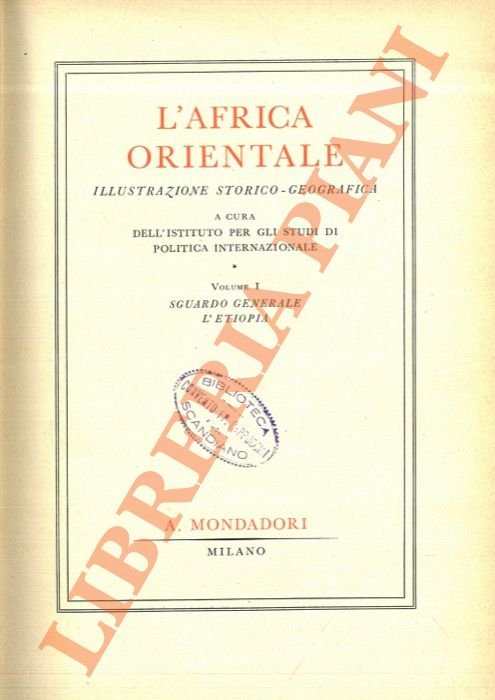 L'AFRICA
ORIENTALE
ILLUSTRAZIONE STORICO-GEOGRAFICA
A CURA
DELL'ISTITUTO PER GLI STUDI DI
POLITICA INTERNAZIONALE
*
VOLUME I
SGUARDO GENERALE
L'ETIOPIA
BIBLIOTECA
CONVENTO
SCANDIANO
A. MONDADORI
MILANO
LIBRERIA PIANI